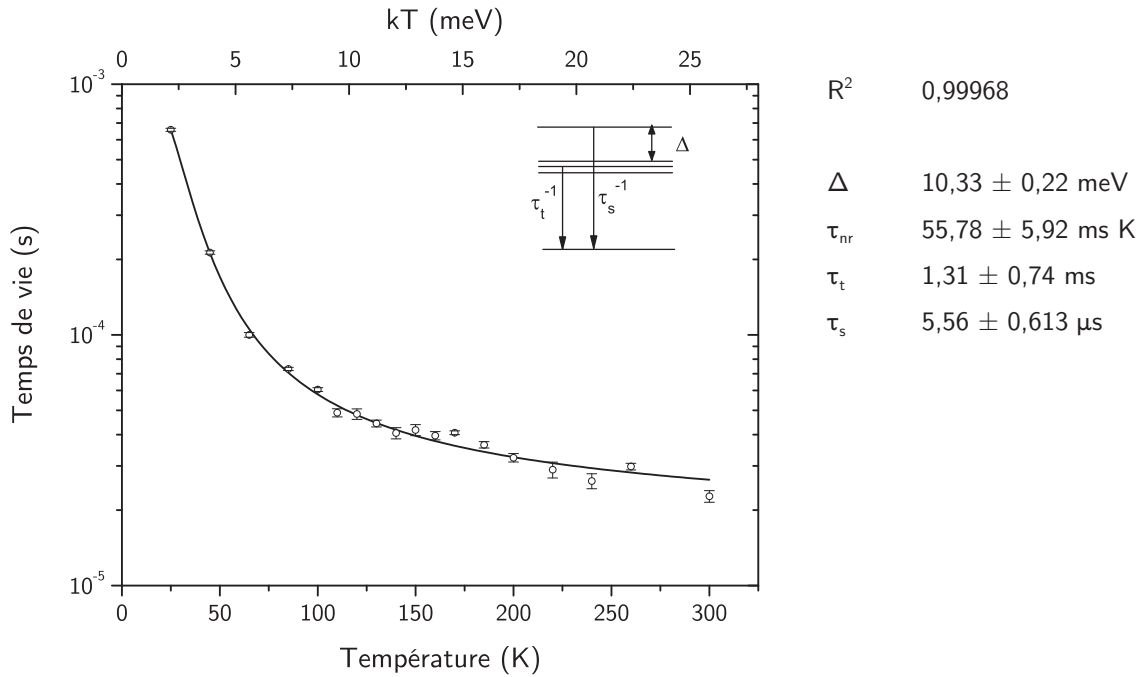 kT (meV)
0 5 10 15 20 25
10⁻³
10⁻⁴
10⁻⁵
Temps de vie (s)
Δ
τt⁻¹ τs⁻¹
0 50 100 150 200 250 300
Température (K)
R² 0,99968
Δ 10,33 ± 0,22 meV
τnr 55,78 ± 5,92 ms K
τt 1,31 ± 0,74 ms
τs 5,56 ± 0,613 µs